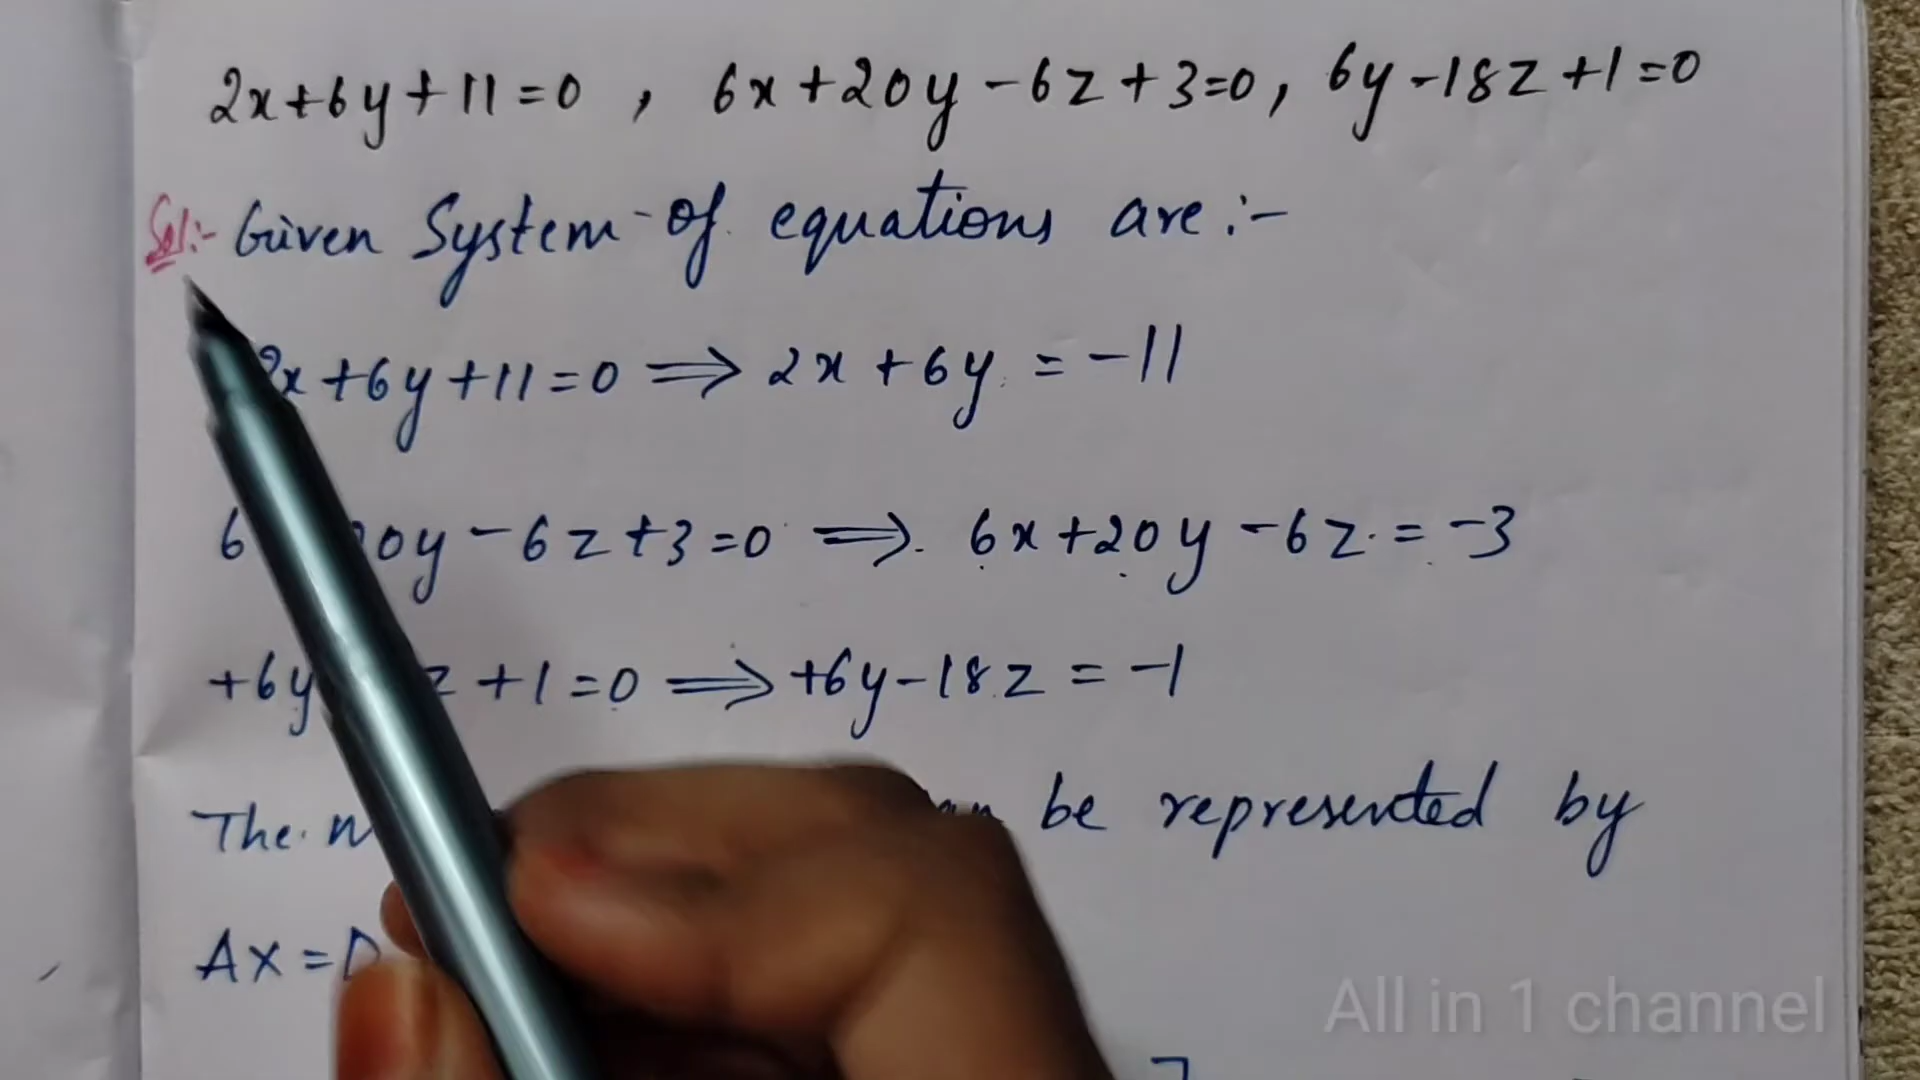 2x+6y+11=0 , 6x+20y-6z+3=0, 6y-18z+1=0
Sol:- Given System of equations are:-
2x+6y+11=0 ⟹ 2x+6y = -11
6 20y-6z+3=0 ⟹ 6x+20y-6z = -3
+6y z+1=0 ⟹ +6y-18z = -1
The be represented by
AX=D
All in 1 channel